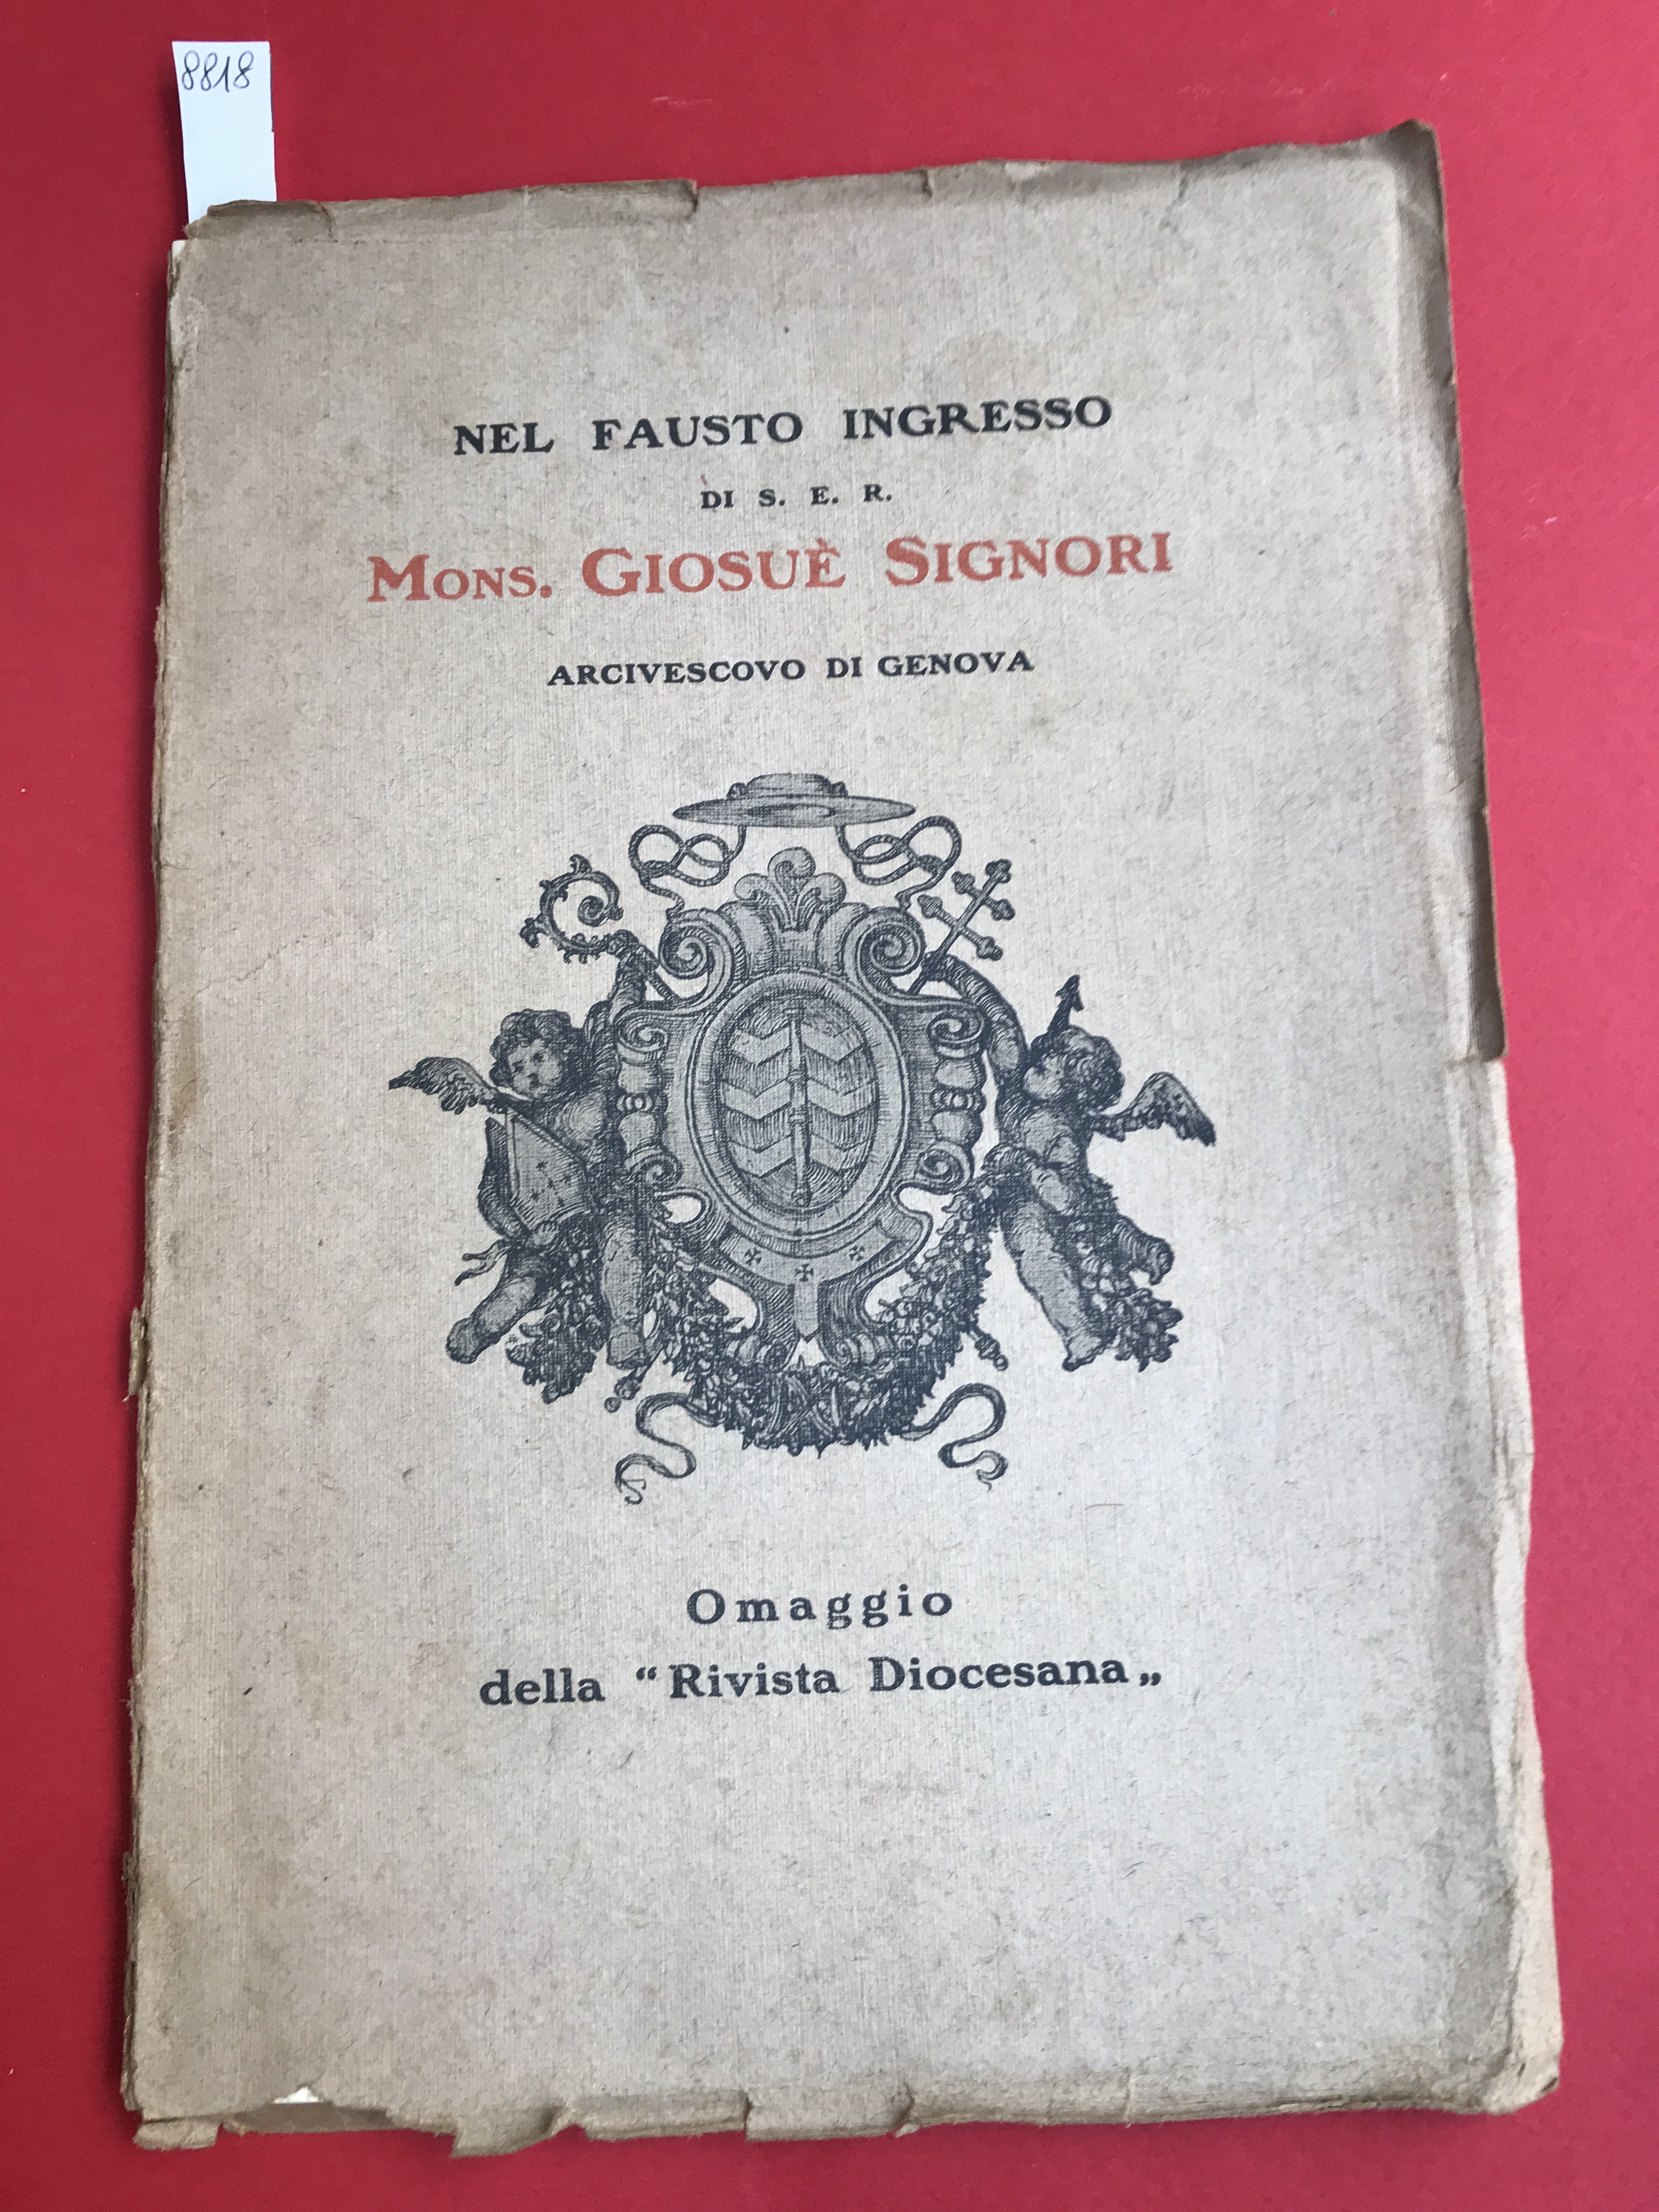 8818
NEL FAUSTO INGRESSO
DI S. E. R.
MONS. GIOSUÈ SIGNORI
ARCIVESCOVO DI GENOVA
Omaggio
della “Rivista Diocesana„